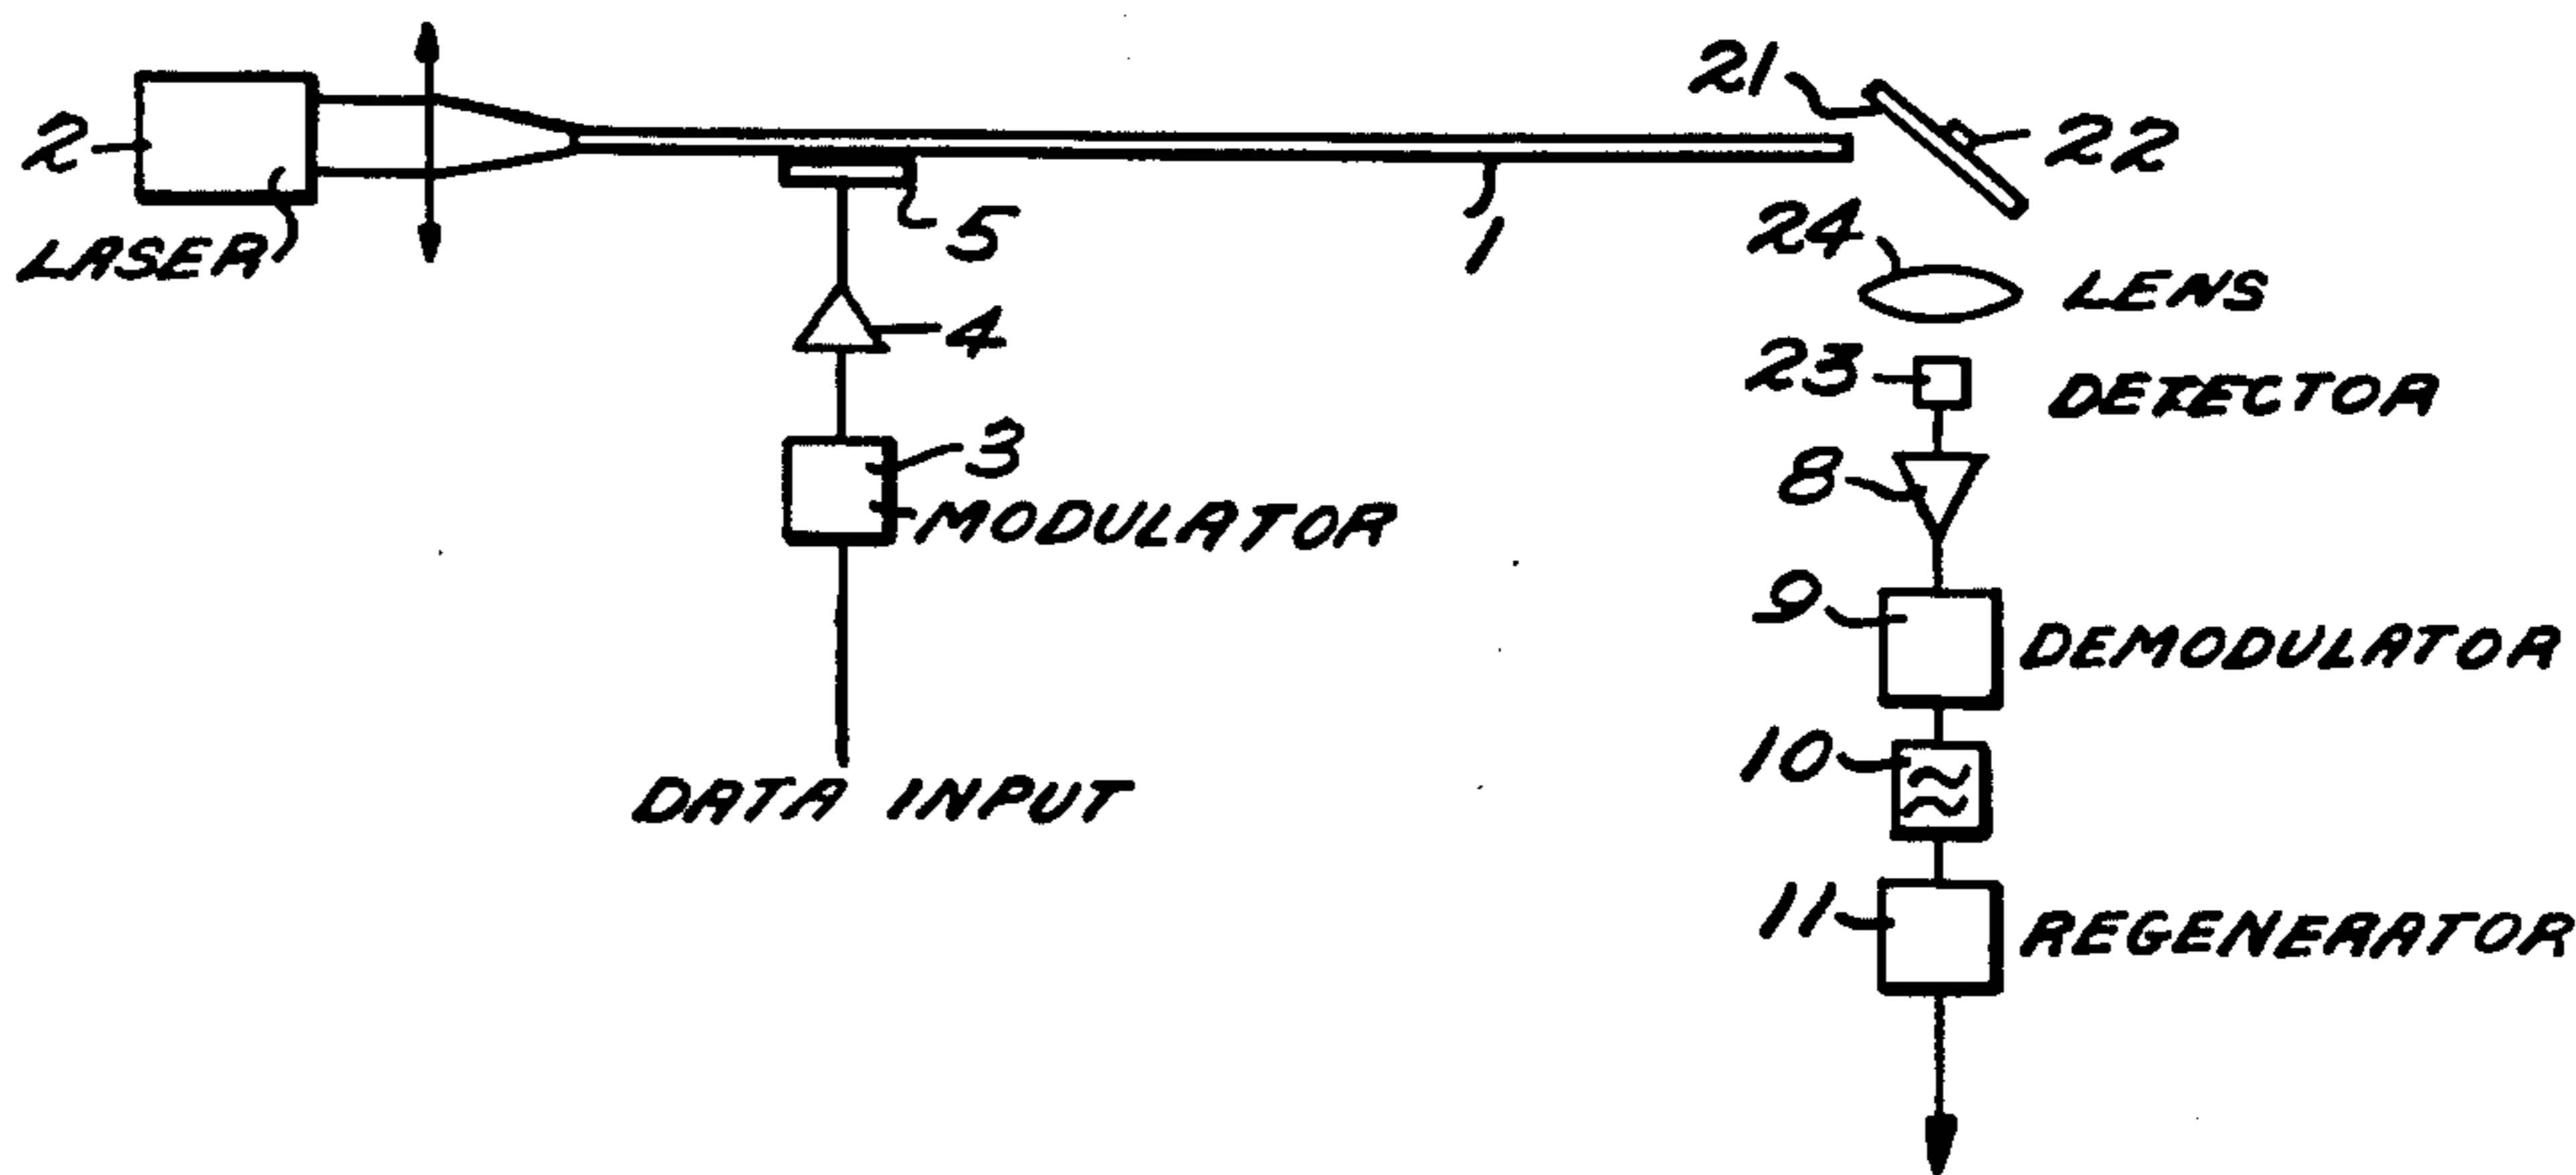 2
LASER
5
4
3
MODULATOR
DATA INPUT
1
21
22
24
LENS
23
DETECTOR
8
9
DEMODULATOR
10
11
REGENERATOR